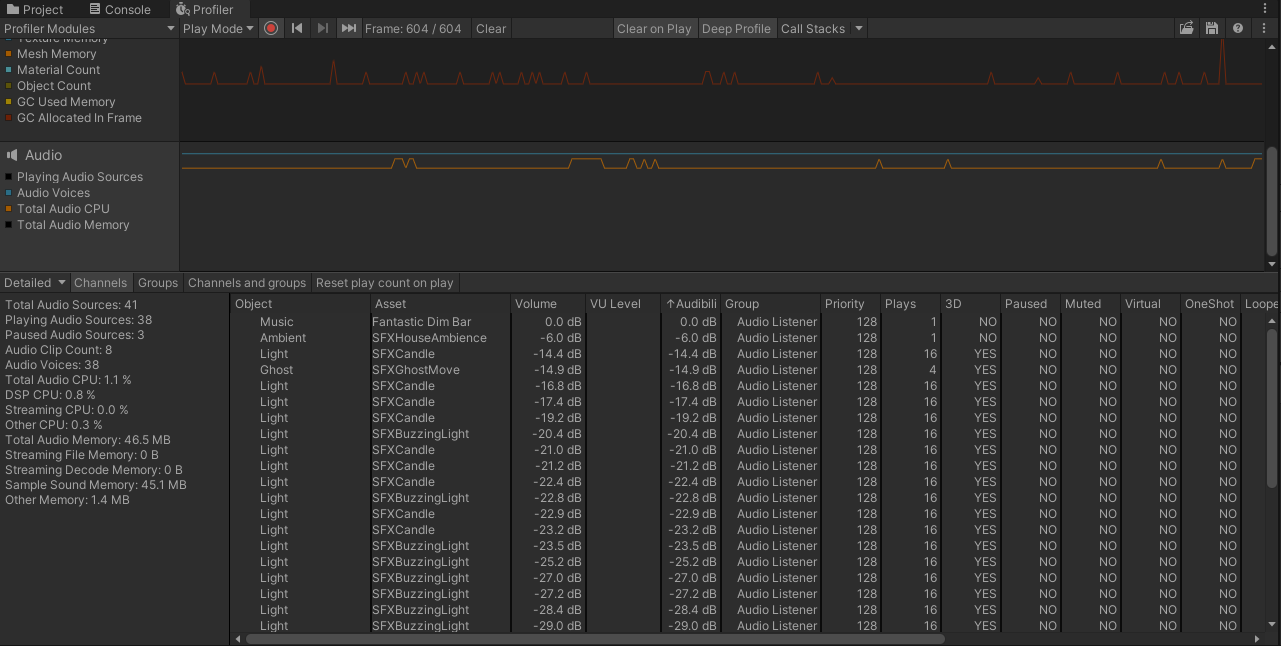 Project Console Profiler
Profiler Modules Play Mode Frame: 604 / 604 Clear Clear on Play Deep Profile Call Stacks
Texture Memory
Mesh Memory
Material Count
Object Count
GC Used Memory
GC Allocated In Frame
Audio
Playing Audio Sources
Audio Voices
Total Audio CPU
Total Audio Memory
Detailed Channels Groups Channels and groups Reset play count on play
Total Audio Sources: 41
Playing Audio Sources: 38
Paused Audio Sources: 3
Audio Clip Count: 8
Audio Voices: 38
Total Audio CPU: 1.1 %
DSP CPU: 0.8 %
Streaming CPU: 0.0 %
Other CPU: 0.3 %
Total Audio Memory: 46.5 MB
Streaming File Memory: 0 B
Streaming Decode Memory: 0 B
Sample Sound Memory: 45.1 MB
Other Memory: 1.4 MB
Object Asset Volume VU Level ↑Audibili Group Priority Plays 3D Paused Muted Virtual OneShot Loope
Music Fantastic Dim Bar 0.0 dB 0.0 dB Audio Listener 128 1 NO NO NO NO NO
Ambient SFXHouseAmbience -6.0 dB -6.0 dB Audio Listener 128 1 NO NO NO NO NO
Light SFXCandle -14.4 dB -14.4 dB Audio Listener 128 16 YES NO NO NO NO
Ghost SFXGhostMove -14.9 dB -14.9 dB Audio Listener 128 4 YES NO NO NO NO
Light SFXCandle -16.8 dB -16.8 dB Audio Listener 128 16 YES NO NO NO NO
Light SFXCandle -17.4 dB -17.4 dB Audio Listener 128 16 YES NO NO NO NO
Light SFXCandle -19.2 dB -19.2 dB Audio Listener 128 16 YES NO NO NO NO
Light SFXBuzzingLight -20.4 dB -20.4 dB Audio Listener 128 16 YES NO NO NO NO
Light SFXCandle -21.0 dB -21.0 dB Audio Listener 128 16 YES NO NO NO NO
Light SFXCandle -21.2 dB -21.2 dB Audio Listener 128 16 YES NO NO NO NO
Light SFXCandle -22.4 dB -22.4 dB Audio Listener 128 16 YES NO NO NO NO
Light SFXBuzzingLight -22.8 dB -22.8 dB Audio Listener 128 16 YES NO NO NO NO
Light SFXCandle -22.9 dB -22.9 dB Audio Listener 128 16 YES NO NO NO NO
Light SFXCandle -23.2 dB -23.2 dB Audio Listener 128 16 YES NO NO NO NO
Light SFXBuzzingLight -23.5 dB -23.5 dB Audio Listener 128 16 YES NO NO NO NO
Light SFXBuzzingLight -25.2 dB -25.2 dB Audio Listener 128 16 YES NO NO NO NO
Light SFXBuzzingLight -27.0 dB -27.0 dB Audio Listener 128 16 YES NO NO NO NO
Light SFXBuzzingLight -27.2 dB -27.2 dB Audio Listener 128 16 YES NO NO NO NO
Light SFXBuzzingLight -28.4 dB -28.4 dB Audio Listener 128 16 YES NO NO NO NO
Light SFXBuzzingLight -29.0 dB -29.0 dB Audio Listener 128 16 YES NO NO NO NO